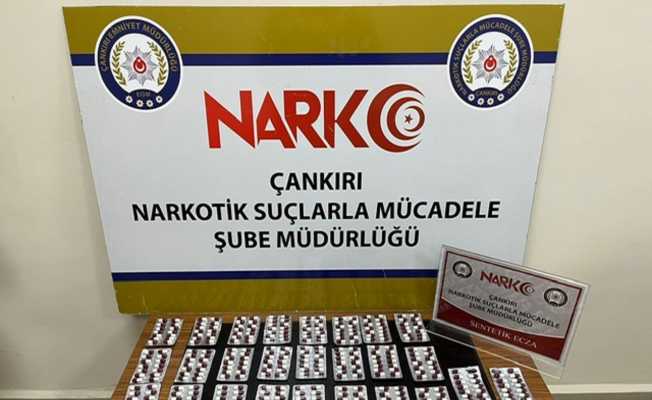 ÇANKIRI EMNİYET MÜDÜRLÜĞÜ
NARKOTİK SUÇLARLA MÜCADELE ŞUBE MÜDÜRLÜĞÜ
ÇANKIRI
NARKO
ÇANKIRI
NARKOTİK SUÇLARLA MÜCADELE
ŞUBE MÜDÜRLÜĞÜ
NARKO
ÇANKIRI
NARKOTİK SUÇLARLA MÜCADELE
ŞUBE MÜDÜRLÜĞÜ
SENTETİK ECZA